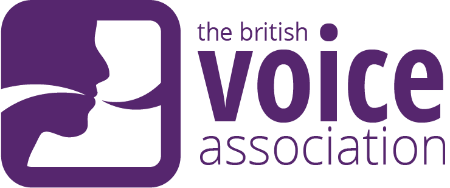 the british
voice
association